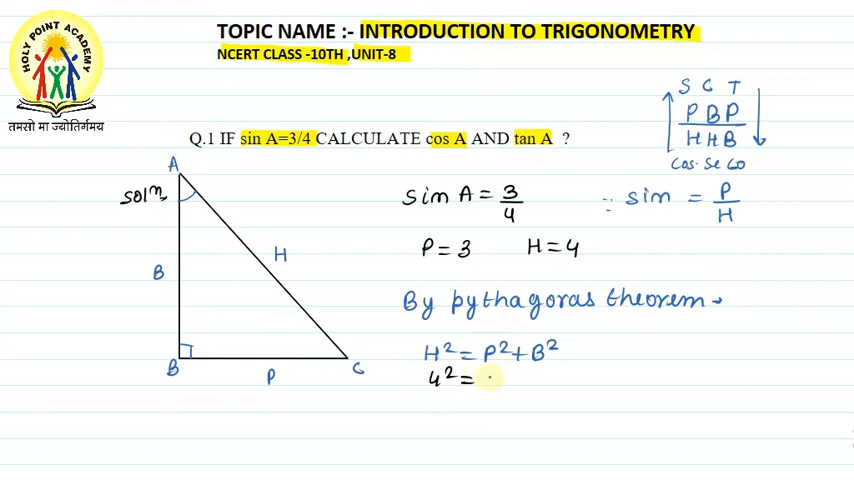 HOLY POINT ACADEMY
तमसो मा ज्योतिर्गमय
TOPIC NAME :- INTRODUCTION TO TRIGONOMETRY
NCERT CLASS -10TH ,UNIT-8
S C T
P B P
H H B
Cos. Se Co
Q.1 IF sin A=3/4 CALCULATE cos A AND tan A ?
Solⁿ
A
B
H
B
P
C
sin A = 3/4
∵ sin = P/H
P = 3 H = 4
By pythagoras theorem
H² = P² + B²
4² =